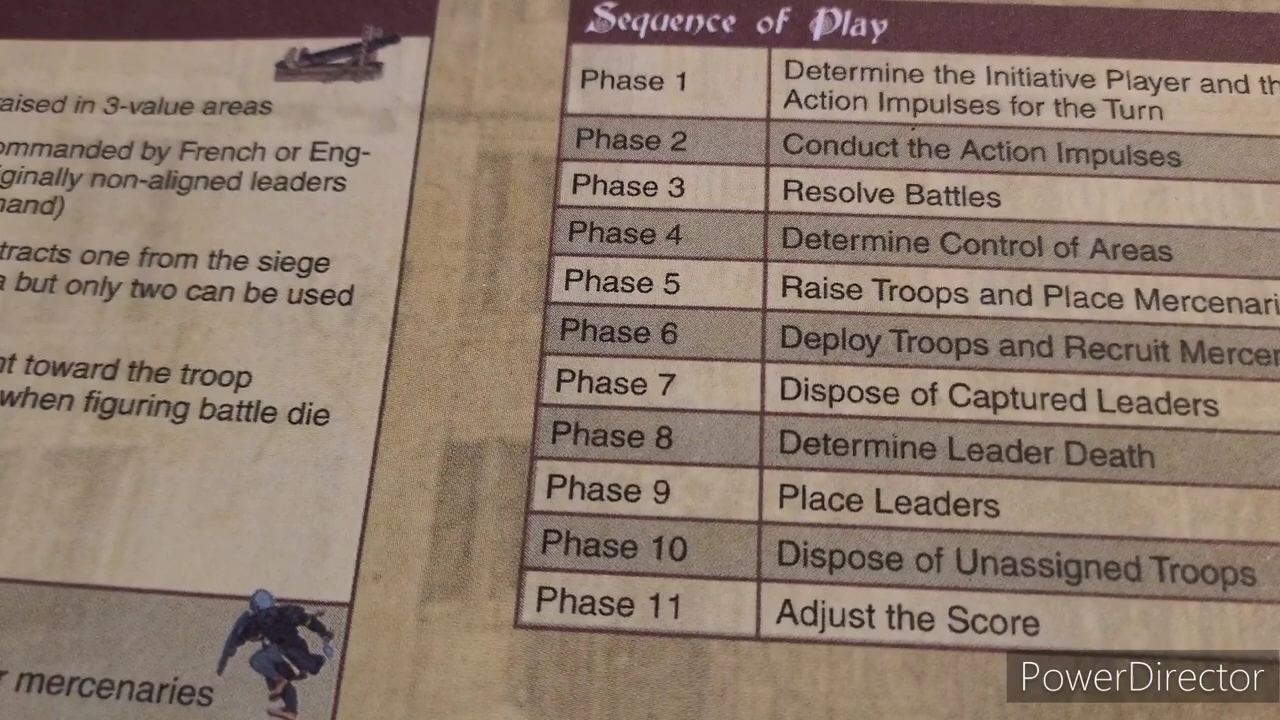 raised in 3-value areas
commanded by French or Eng-
ginally non-aligned leaders
hand)
tracts one from the siege
a but only two can be used
nt toward the troop
when figuring battle die
r mercenaries
Sequence of Play
Phase 1 Determine the Initiative Player and th
Action Impulses for the Turn
Phase 2 Conduct the Action Impulses
Phase 3 Resolve Battles
Phase 4 Determine Control of Areas
Phase 5 Raise Troops and Place Mercenari
Phase 6 Deploy Troops and Recruit Mercer
Phase 7 Dispose of Captured Leaders
Phase 8 Determine Leader Death
Phase 9 Place Leaders
Phase 10 Dispose of Unassigned Troops
Phase 11 Adjust the Score
PowerDirector